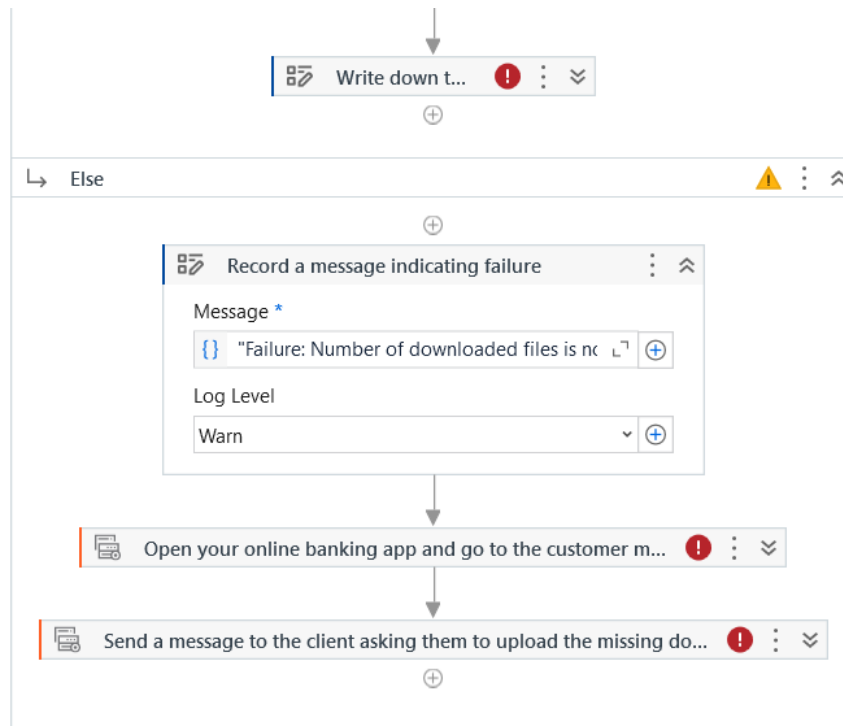 Write down t...
Else
Record a message indicating failure
Message *
{} "Failure: Number of downloaded files is
Log Level
Warn
Open your online banking app and go to the customer m...
Send a message to the client asking them to upload the missing do...